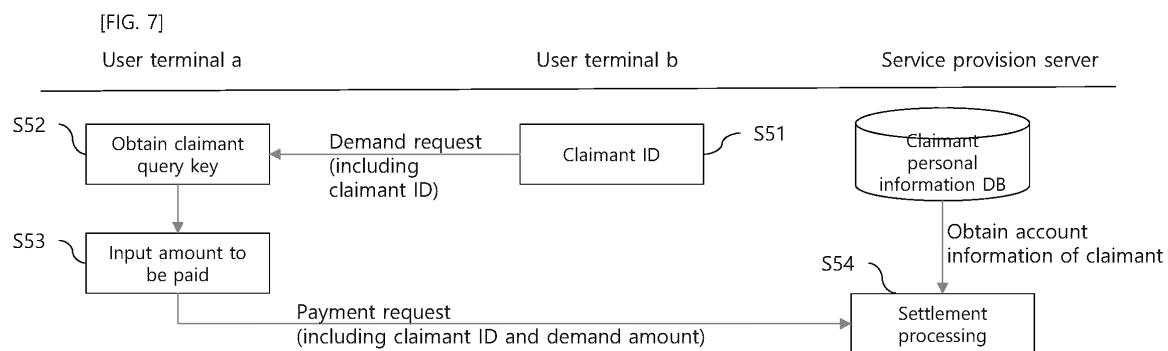 [FIG. 7]
User terminal a
User terminal b
Service provision server
S52
Obtain claimant
query key
Demand request
(including
claimant ID)
Claimant ID
S51
Claimant
personal
information DB
S53
Input amount to
be paid
Obtain account
information of claimant
S54
Payment request
(including claimant ID and demand amount)
Settlement
processing